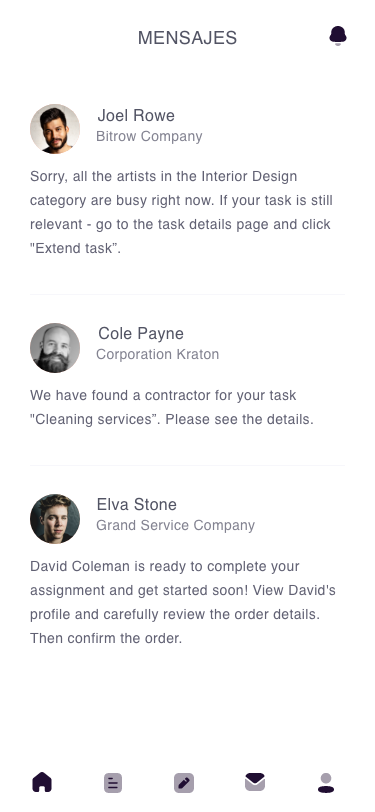 MENSAJES
Joel Rowe
Bitrow Company
Sorry, all the artists in the Interior Design
category are busy right now. If your task is still
relevant - go to the task details page and click
"Extend task”.
Cole Payne
Corporation Kraton
We have found a contractor for your task
"Cleaning services”. Please see the details.
Elva Stone
Grand Service Company
David Coleman is ready to complete your
assignment and get started soon! View David's
profile and carefully review the order details.
Then confirm the order.